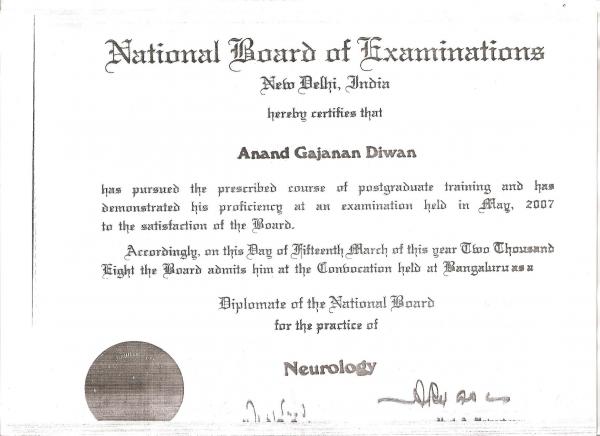 National Board of Examinations
New Delhi, India
hereby certifies that
Anand Gajanan Diwan
has pursued the prescribed course of postgraduate training and has
demonstrated his proficiency at an examination held in May, 2007
to the satisfaction of the Board.
Accordingly, on this Day of Fifteenth March of this year Two Thousand
Eight the Board admits him at the Convocation held at Bengaluru as a
Diplomate of the National Board
for the practice of
Neurology